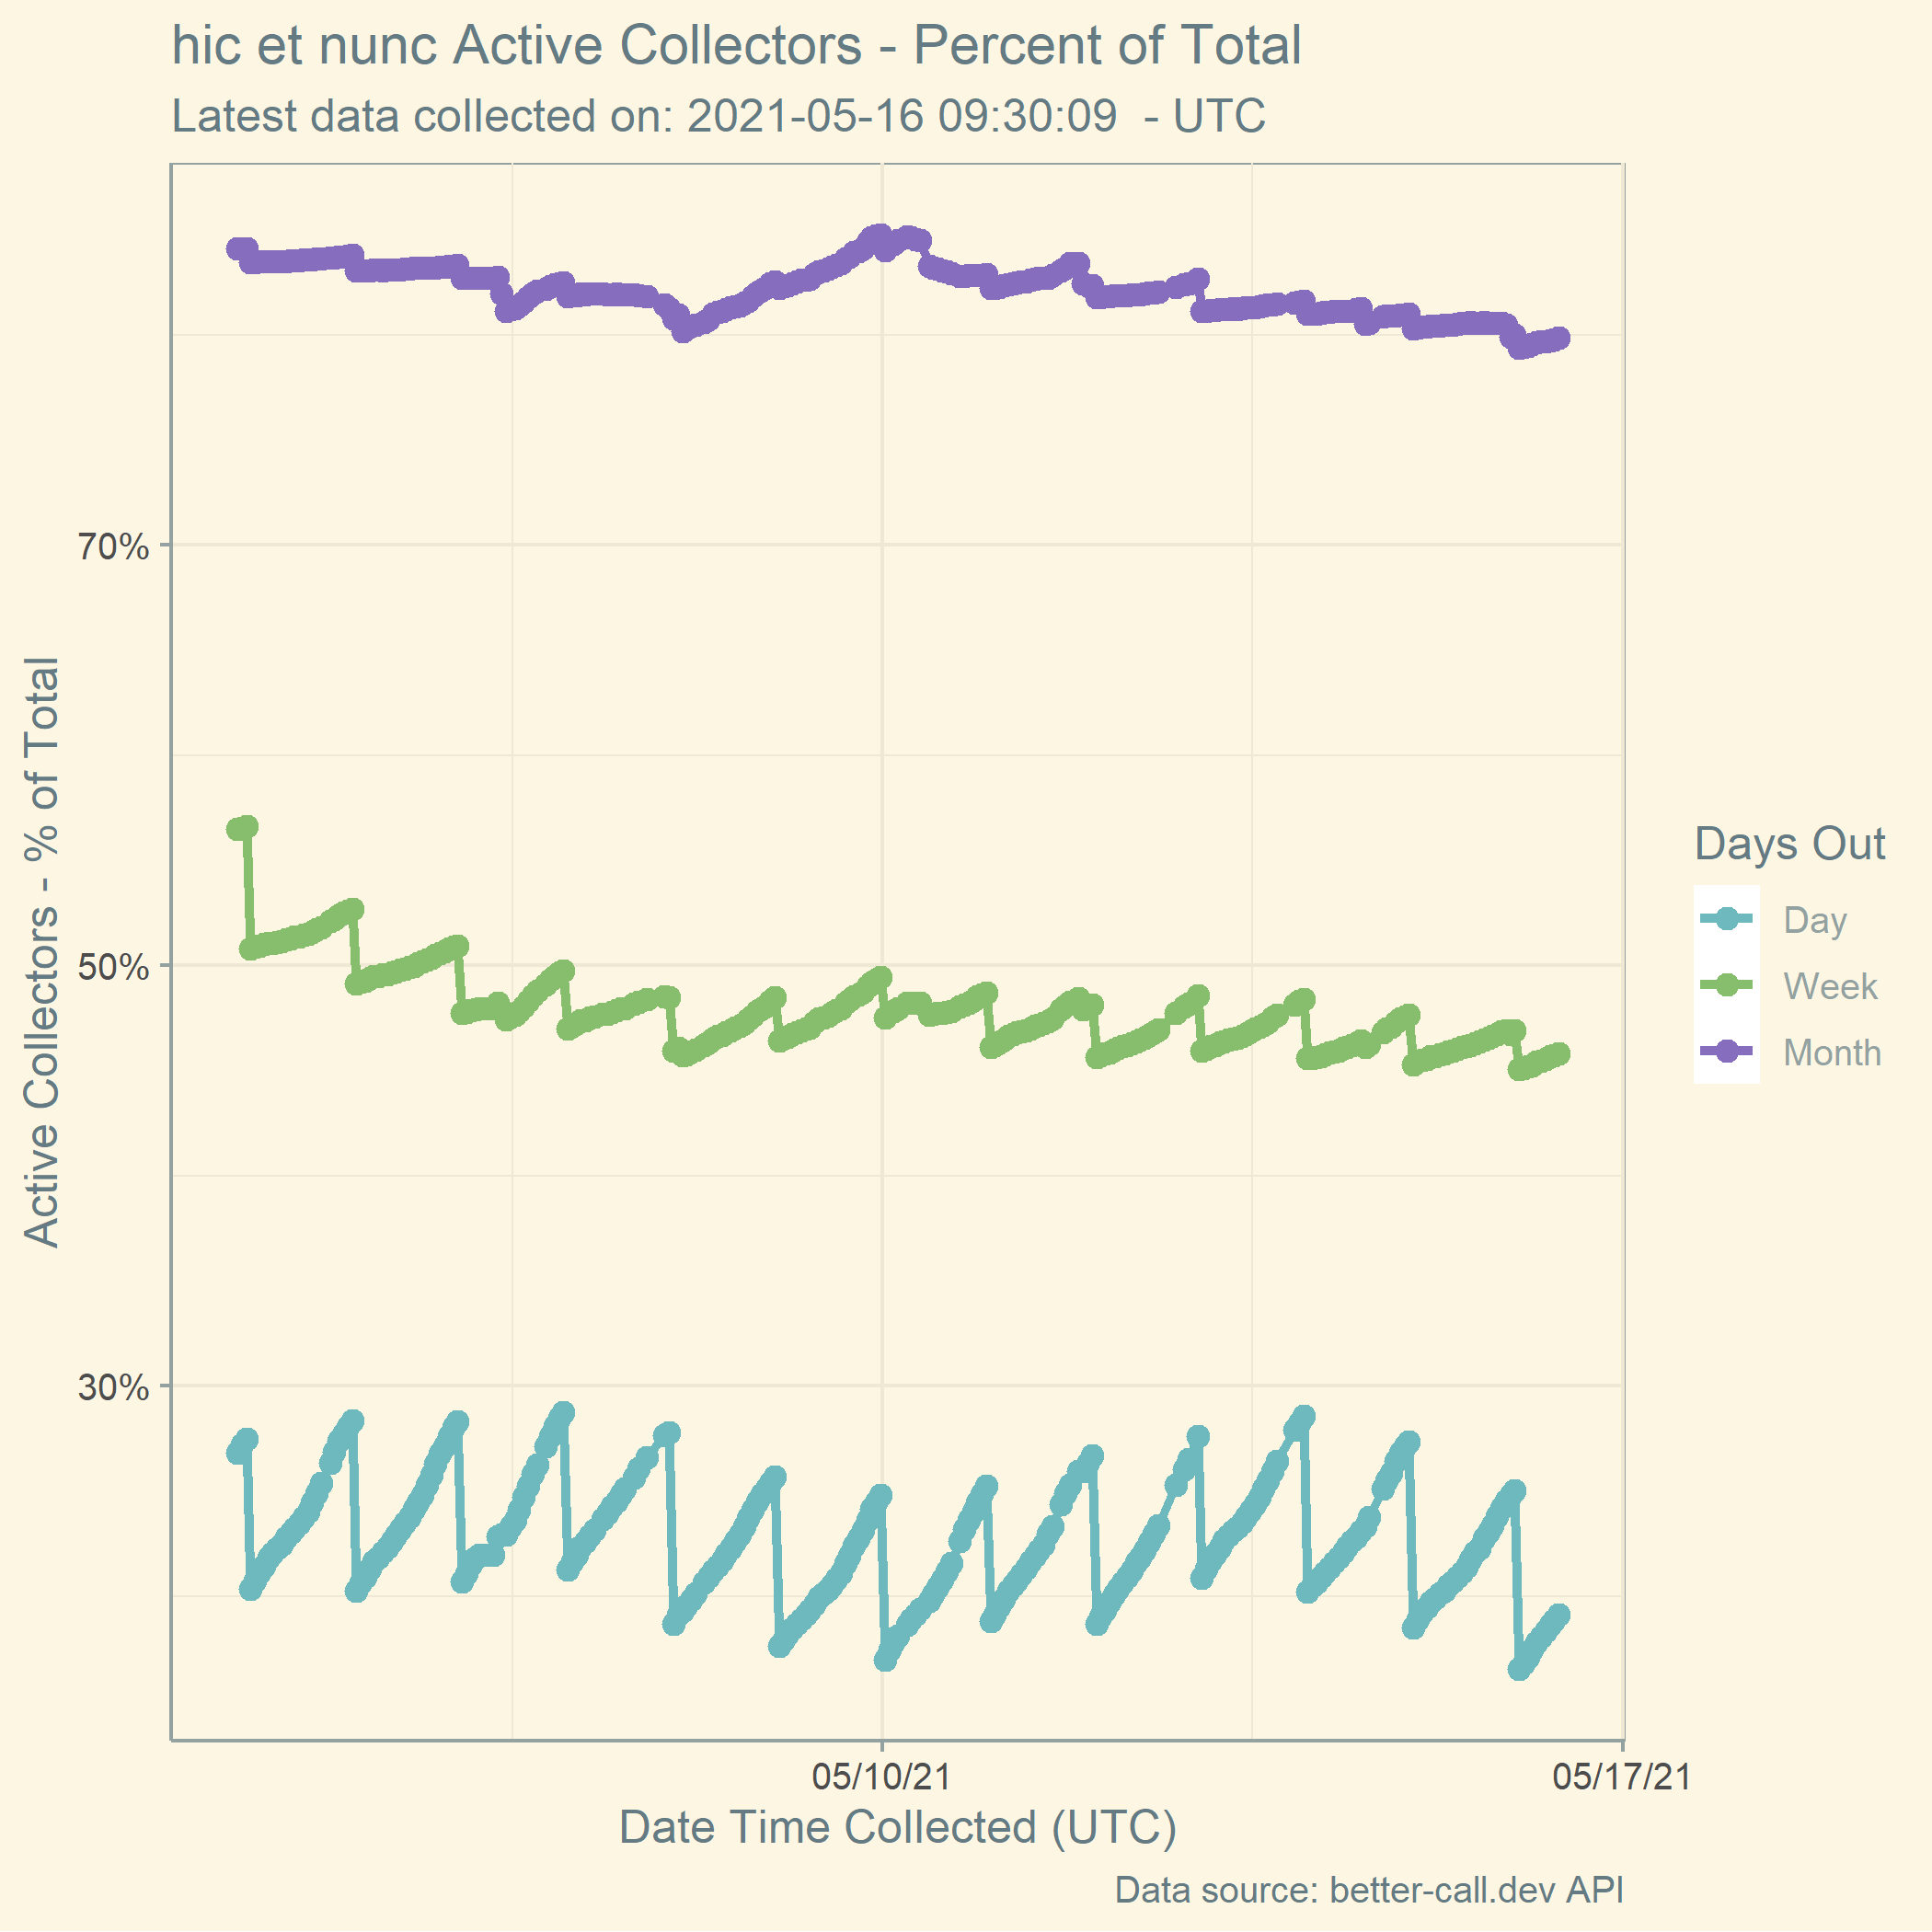 hic et nunc Active Collectors - Percent of Total
Latest data collected on: 2021-05-16 09:30:09  - UTC
Active Collectors - % of Total
70%
50%
30%
05/10/21
05/17/21
Date Time Collected (UTC)
Days Out
Day
Week
Month
Data source: better-call.dev API